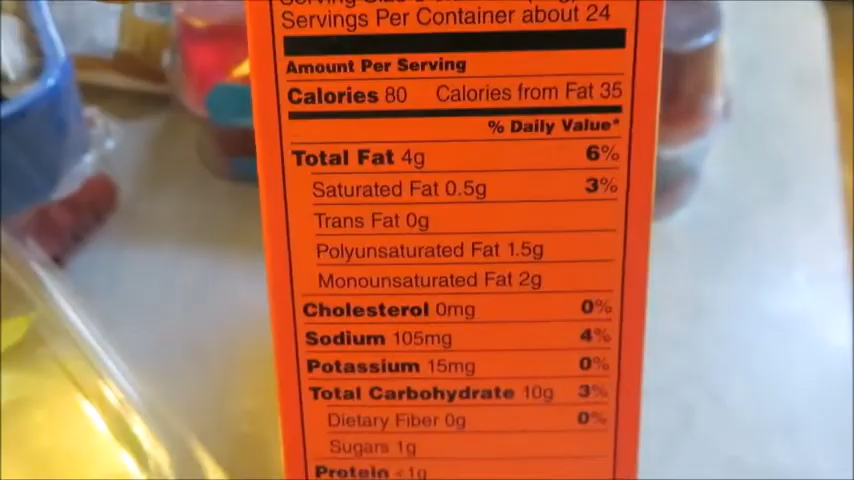 Servings Per Container about 24
Amount Per Serving
Calories 80 Calories from Fat 35
% Daily Value*
Total Fat 4g 6%
Saturated Fat 0.5g 3%
Trans Fat 0g
Polyunsaturated Fat 1.5g
Monounsaturated Fat 2g
Cholesterol 0mg 0%
Sodium 105mg 4%
Potassium 15mg 0%
Total Carbohydrate 10g 3%
Dietary Fiber 0g 0%
Sugars 1g
Protein <1g